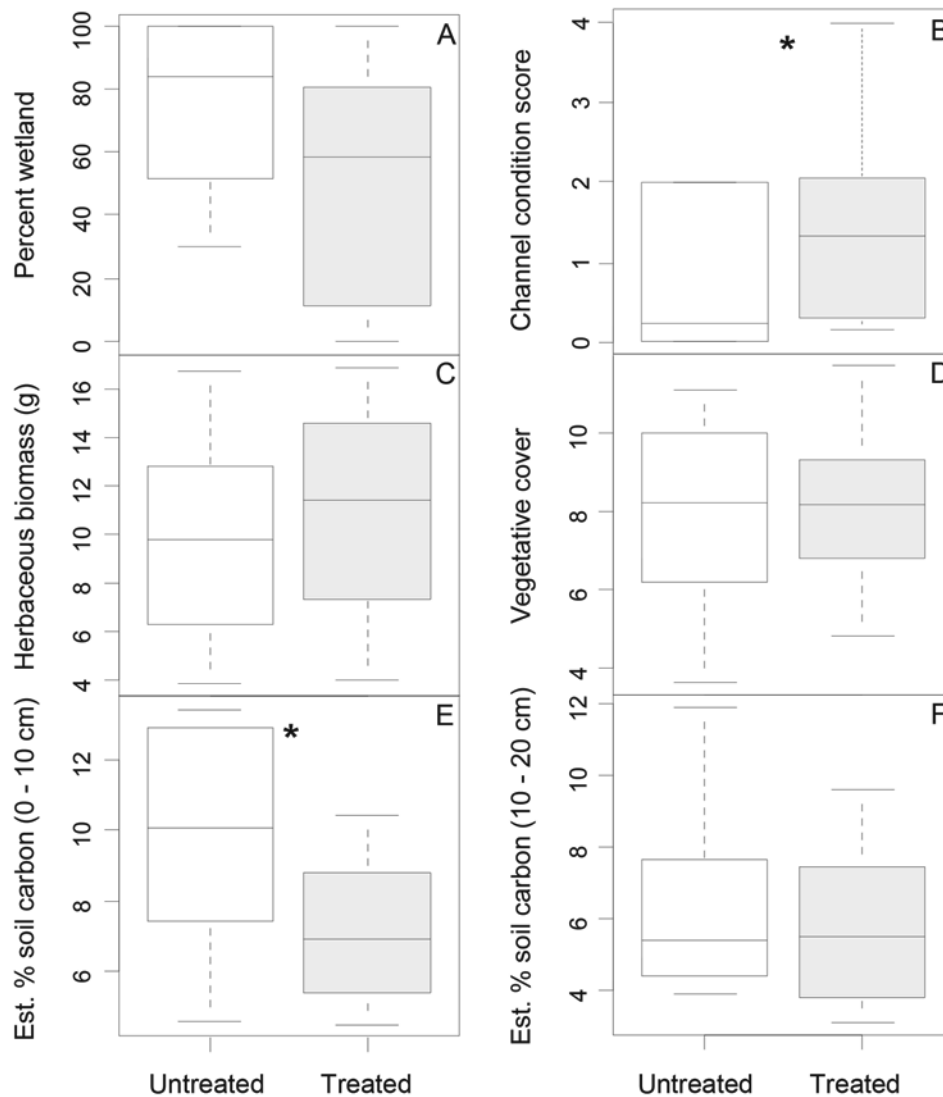 Percent wetland
100
80
60
40
20
0
A
Channel condition score
4
3
2
1
0
*
B
Herbaceous biomass (g)
16
14
12
10
8
6
4
C
Vegetative cover
10
8
6
4
D
Est. % soil carbon (0 - 10 cm)
12
10
8
6
*
E
Est. % soil carbon (10 - 20 cm)
12
10
8
6
4
F
Untreated Treated
Untreated Treated